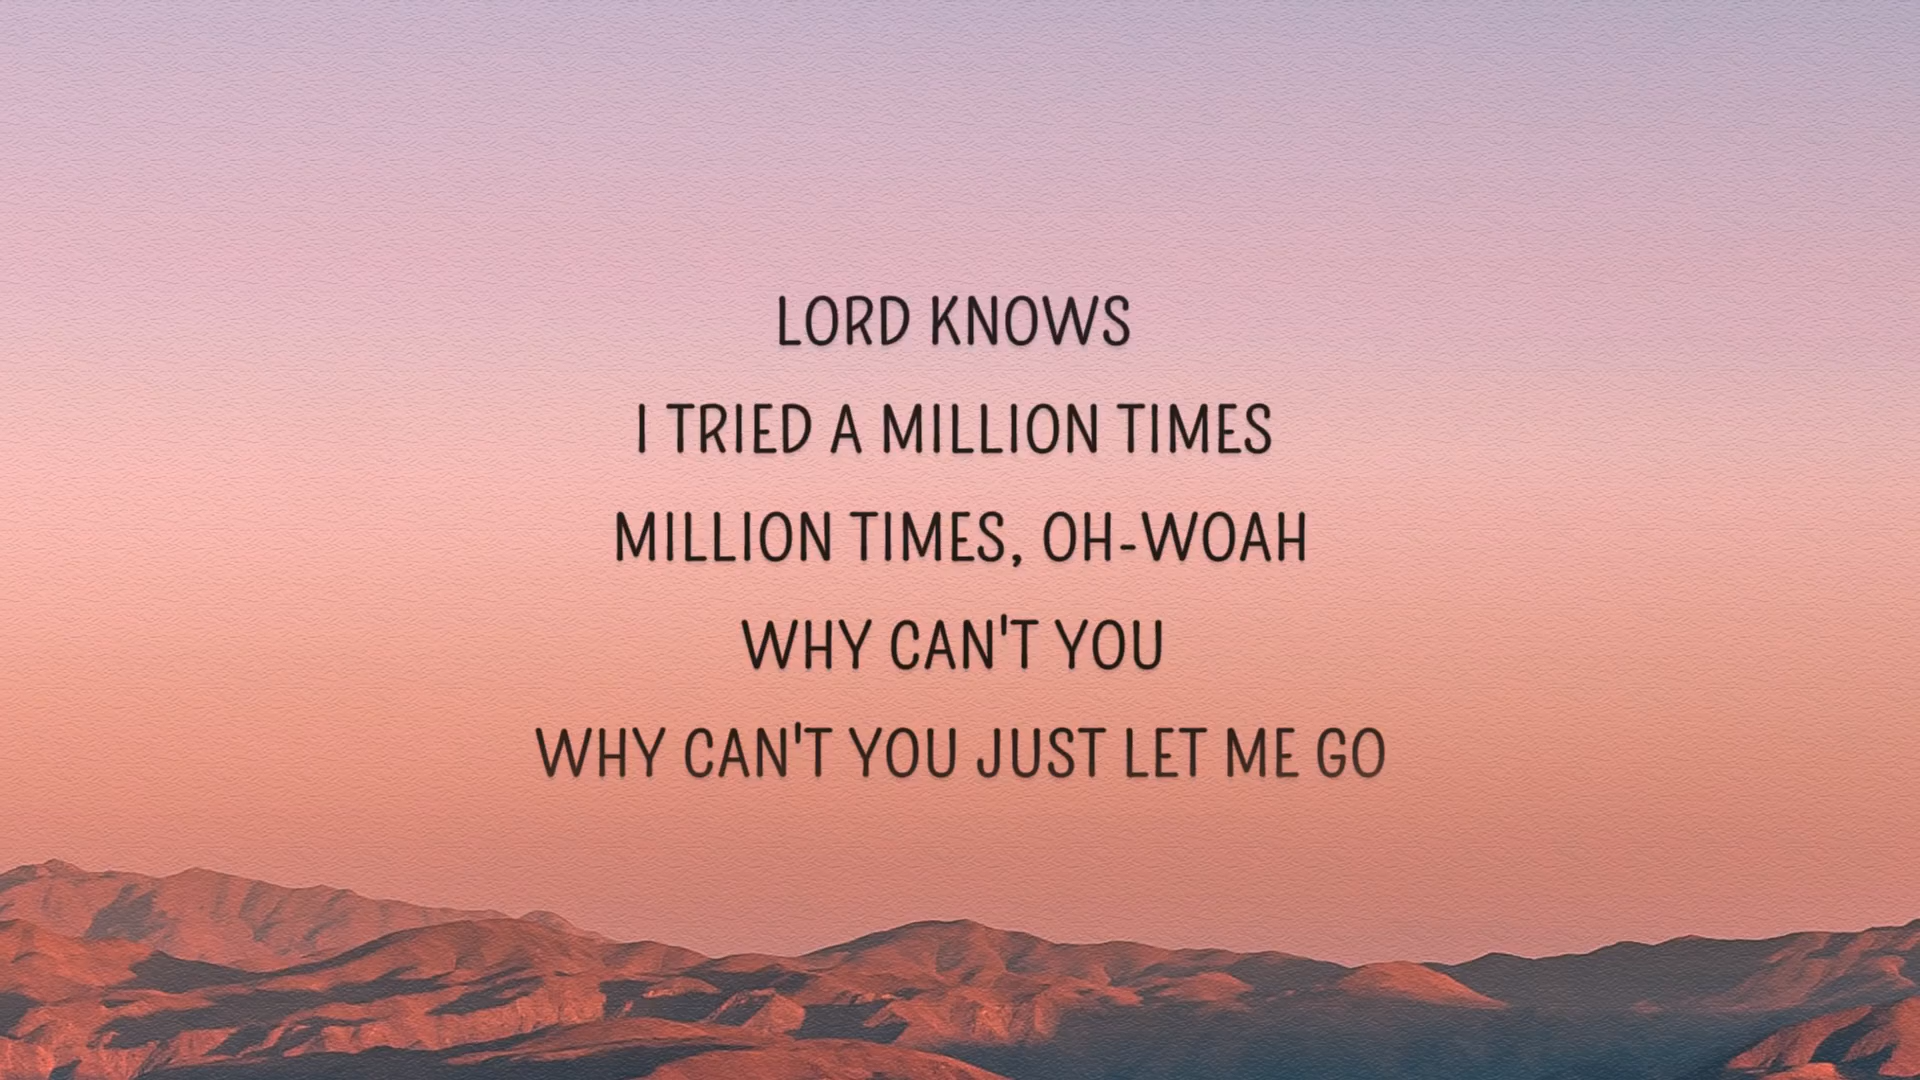 LORD KNOWS
I TRIED A MILLION TIMES
MILLION TIMES, OH-WOAH
WHY CAN'T YOU
WHY CAN'T YOU JUST LET ME GO